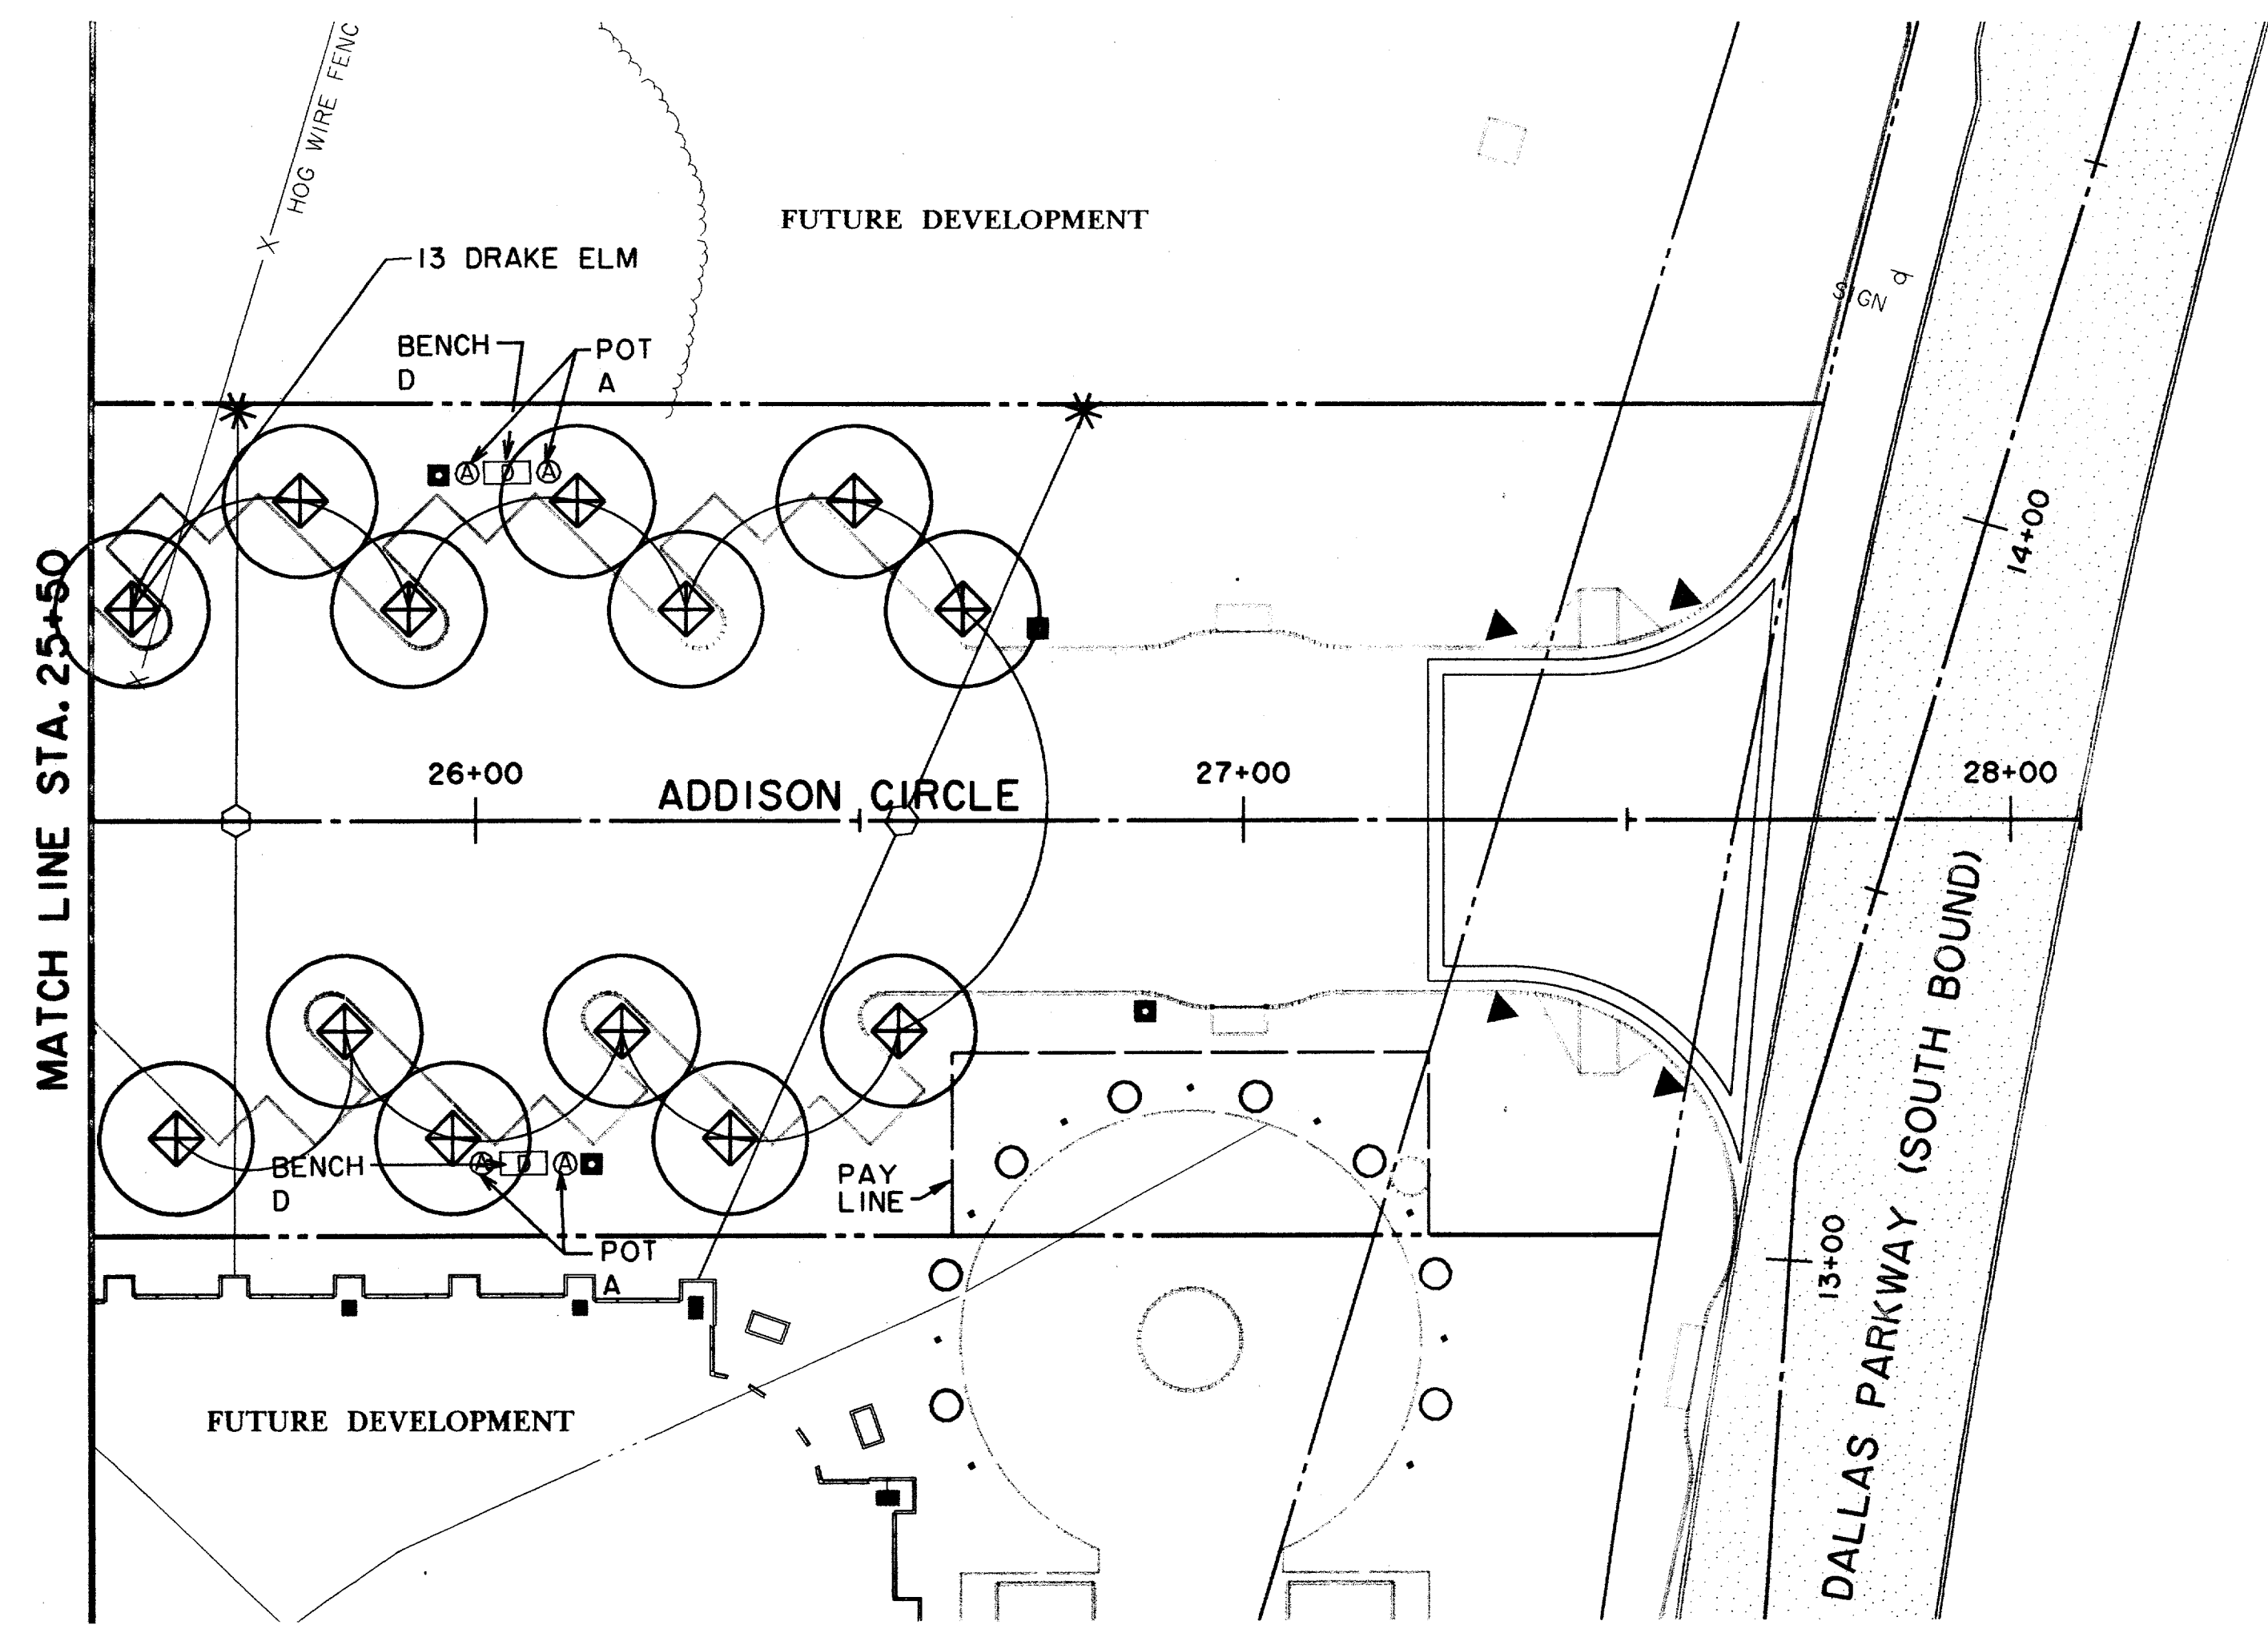 HOG WIRE FENC
FUTURE DEVELOPMENT
13 DRAKE ELM
BENCH
D
POT
A
SIGN
A
D
A
14+00
MATCH LINE STA. 25+50
26+00
ADDISON CIRCLE
27+00
28+00
DALLAS PARKWAY (SOUTH BOUND)
BENCH
D
A
D
A
PAY
LINE
POT
A
13+00
FUTURE DEVELOPMENT